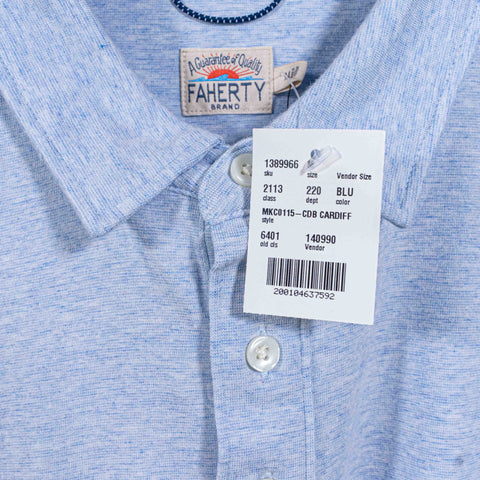 A Guarantee of Quality
FAHERTY
BRAND
1389966
sku size Vendor Size
2113 220 BLU
class dept color
MKC0115-CDB CARDIFF
style
6401 140990
old cls Vendor
200104637592